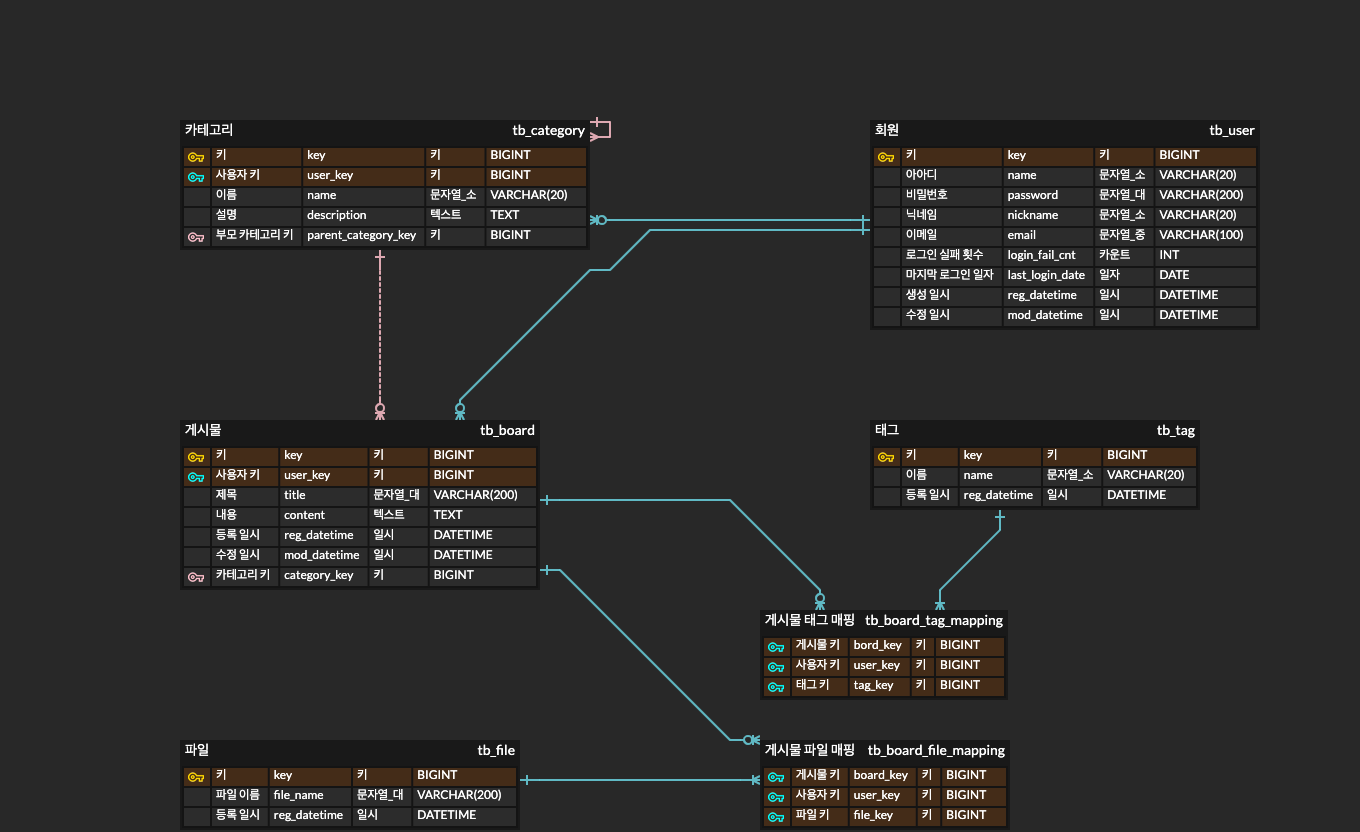 카테고리 tb_category
키 key 키 BIGINT
사용자 키 user_key 키 BIGINT
이름 name 문자열_소 VARCHAR(20)
설명 description 텍스트 TEXT
부모 카테고리 키 parent_category_key 키 BIGINT
회원 tb_user
키 key 키 BIGINT
아아디 name 문자열_소 VARCHAR(20)
비밀번호 password 문자열_대 VARCHAR(200)
닉네임 nickname 문자열_소 VARCHAR(20)
이메일 email 문자열_중 VARCHAR(100)
로그인 실패 횟수 login_fail_cnt 카운트 INT
마지막 로그인 일자 last_login_date 일자 DATE
생성 일시 reg_datetime 일시 DATETIME
수정 일시 mod_datetime 일시 DATETIME
게시물 tb_board
키 key 키 BIGINT
사용자 키 user_key 키 BIGINT
제목 title 문자열_대 VARCHAR(200)
내용 content 텍스트 TEXT
등록 일시 reg_datetime 일시 DATETIME
수정 일시 mod_datetime 일시 DATETIME
카테고리 키 category_key 키 BIGINT
태그 tb_tag
키 key 키 BIGINT
이름 name 문자열_소 VARCHAR(20)
등록 일시 reg_datetime 일시 DATETIME
게시물 태그 매핑 tb_board_tag_mapping
게시물 키 bord_key 키 BIGINT
사용자 키 user_key 키 BIGINT
태그 키 tag_key 키 BIGINT
파일 tb_file
키 key 키 BIGINT
파일 이름 file_name 문자열_대 VARCHAR(200)
등록 일시 reg_datetime 일시 DATETIME
게시물 파일 매핑 tb_board_file_mapping
게시물 키 board_key 키 BIGINT
사용자 키 user_key 키 BIGINT
파일 키 file_key 키 BIGINT